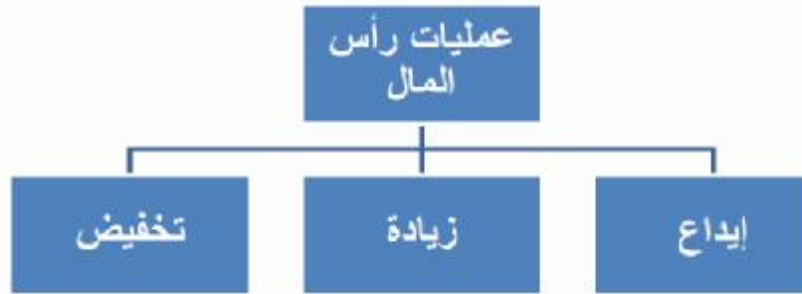 عمليات رأس
المال
إيداع
زيادة
تخفيض